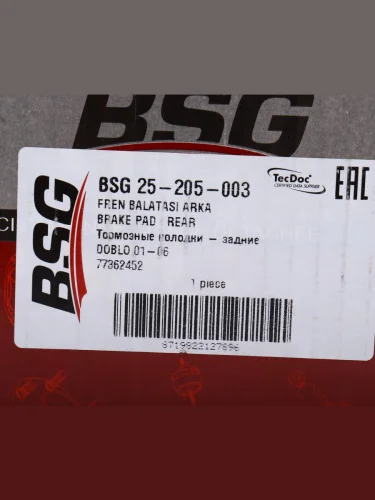 BSG
BSG
BSG 25-205-003
FREN BALATASI ARKA
BRAKE PAD REAR
Тормозные колодки - задние
DOBLO 01-06
77362452
1 piece
TecDoc
CERTIFIED DATA SUPPLIER
EAC